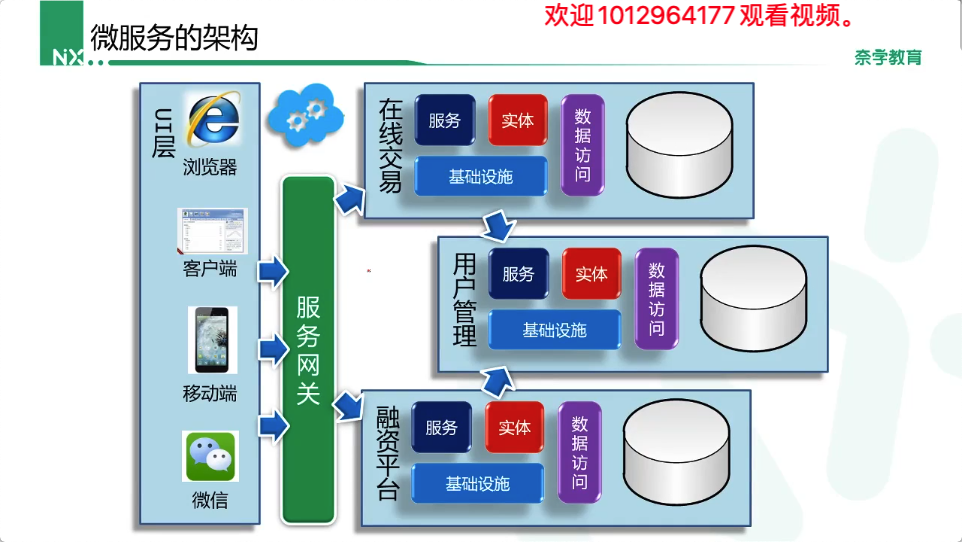 欢迎1012964177观看视频。
微服务的架构
NX
奈学教育
UI层
浏览器
客户端
移动端
微信
服务网关
在线交易
服务
实体
数据访问
基础设施
用户管理
服务
实体
数据访问
基础设施
融资平台
服务
实体
数据访问
基础设施